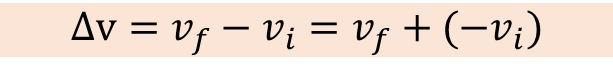 Δv = v_f − v_i = v_f + (−v_i)